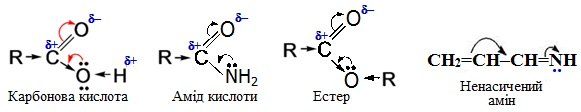 δ– δ– δ–
O O O
δ+ δ+ δ+ δ+
R C O H R C NH2 R C O R CH2=CH–CH=NH
Карбонова кислота Амід кислоти Естер Ненасичений
амін